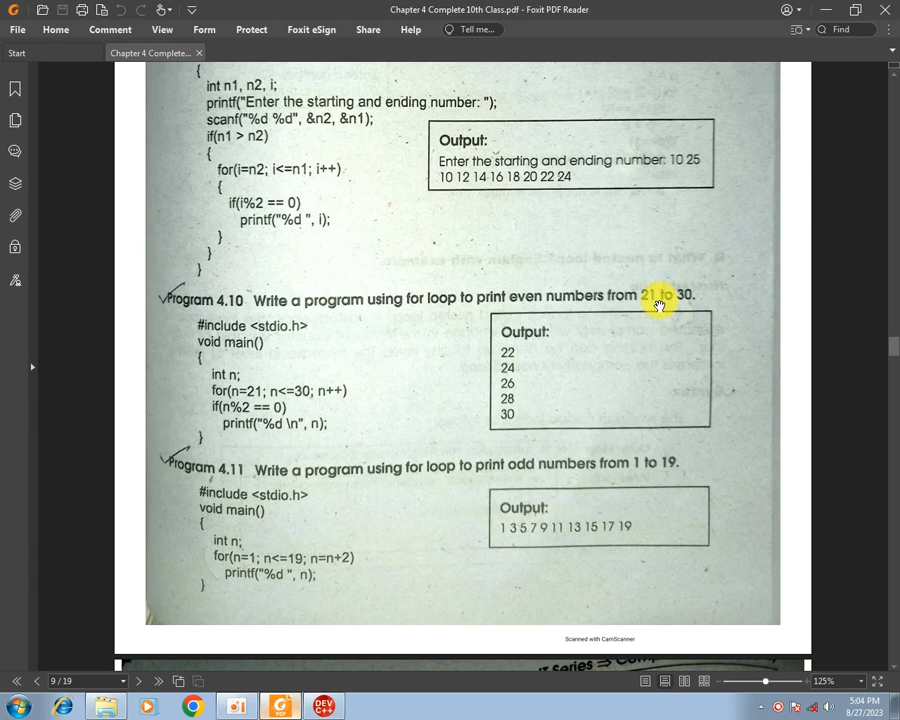 Chapter 4 Complete 10th Class.pdf - Foxit PDF Reader
File Home Comment View Form Protect Foxit eSign Share Help Tell me... Find
Start Chapter 4 Complete...
{
int n1, n2, i;
printf("Enter the starting and ending number: ");
scanf("%d %d", &n2, &n1);
if(n1 > n2)
{
for(i=n2; i<=n1; i++)
{
if(i%2 == 0)
printf("%d ", i);
}
}
}
Output:
Enter the starting and ending number: 10 25
10 12 14 16 18 20 22 24
Program 4.10 Write a program using for loop to print even numbers from 21 to 30.
#include <stdio.h>
void main()
{
int n;
for(n=21; n<=30; n++)
if(n%2 == 0)
printf("%d \n", n);
}
Output:
22
24
26
28
30
Program 4.11 Write a program using for loop to print odd numbers from 1 to 19.
#include <stdio.h>
void main()
{
int n;
for(n=1; n<=19; n=n+2)
printf("%d ", n);
}
Output:
1 3 5 7 9 11 13 15 17 19
Scanned with CamScanner
9 / 19
125%
PDF
DEV
C++
5:04 PM
8/27/2023